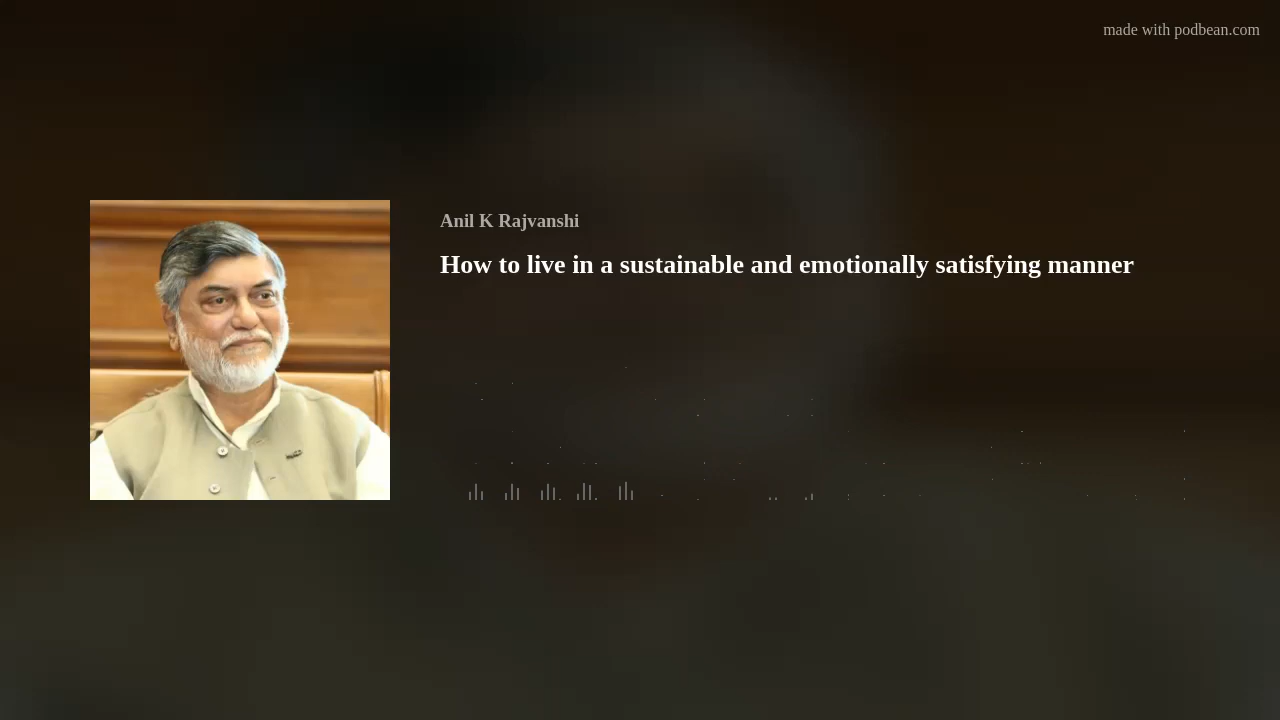 made with podbean.com
Anil K Rajvanshi
How to live in a sustainable and emotionally satisfying manner